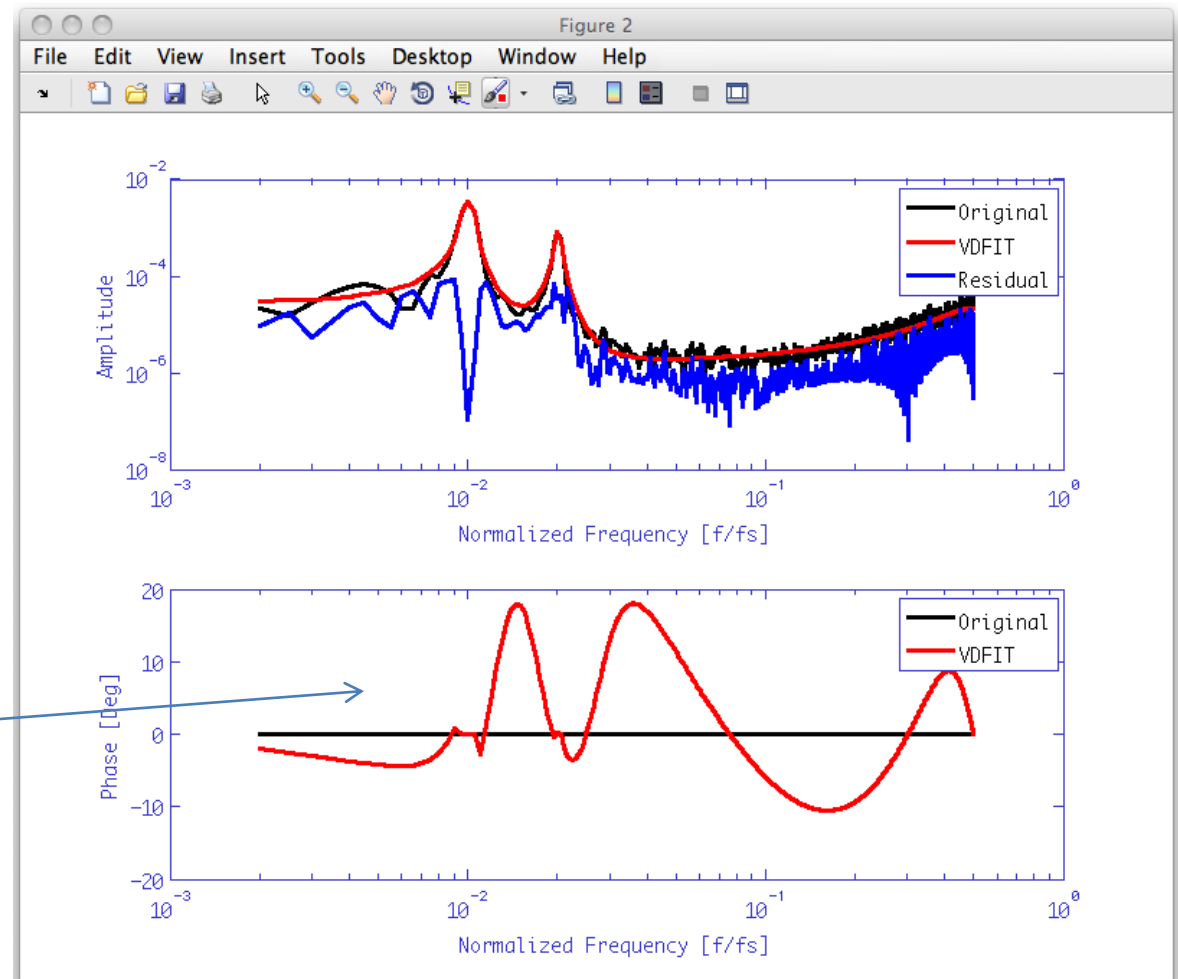 Figure 2
File Edit View Insert Tools Desktop Window Help
10^-2
10^-4
10^-6
10^-8
Amplitude
Original
VDFIT
Residual
10^-3 10^-2 10^-1 10^0
Normalized Frequency [f/fs]
20
10
0
-10
-20
Phase [Deg]
Original
VDFIT
10^-3 10^-2 10^-1 10^0
Normalized Frequency [f/fs]